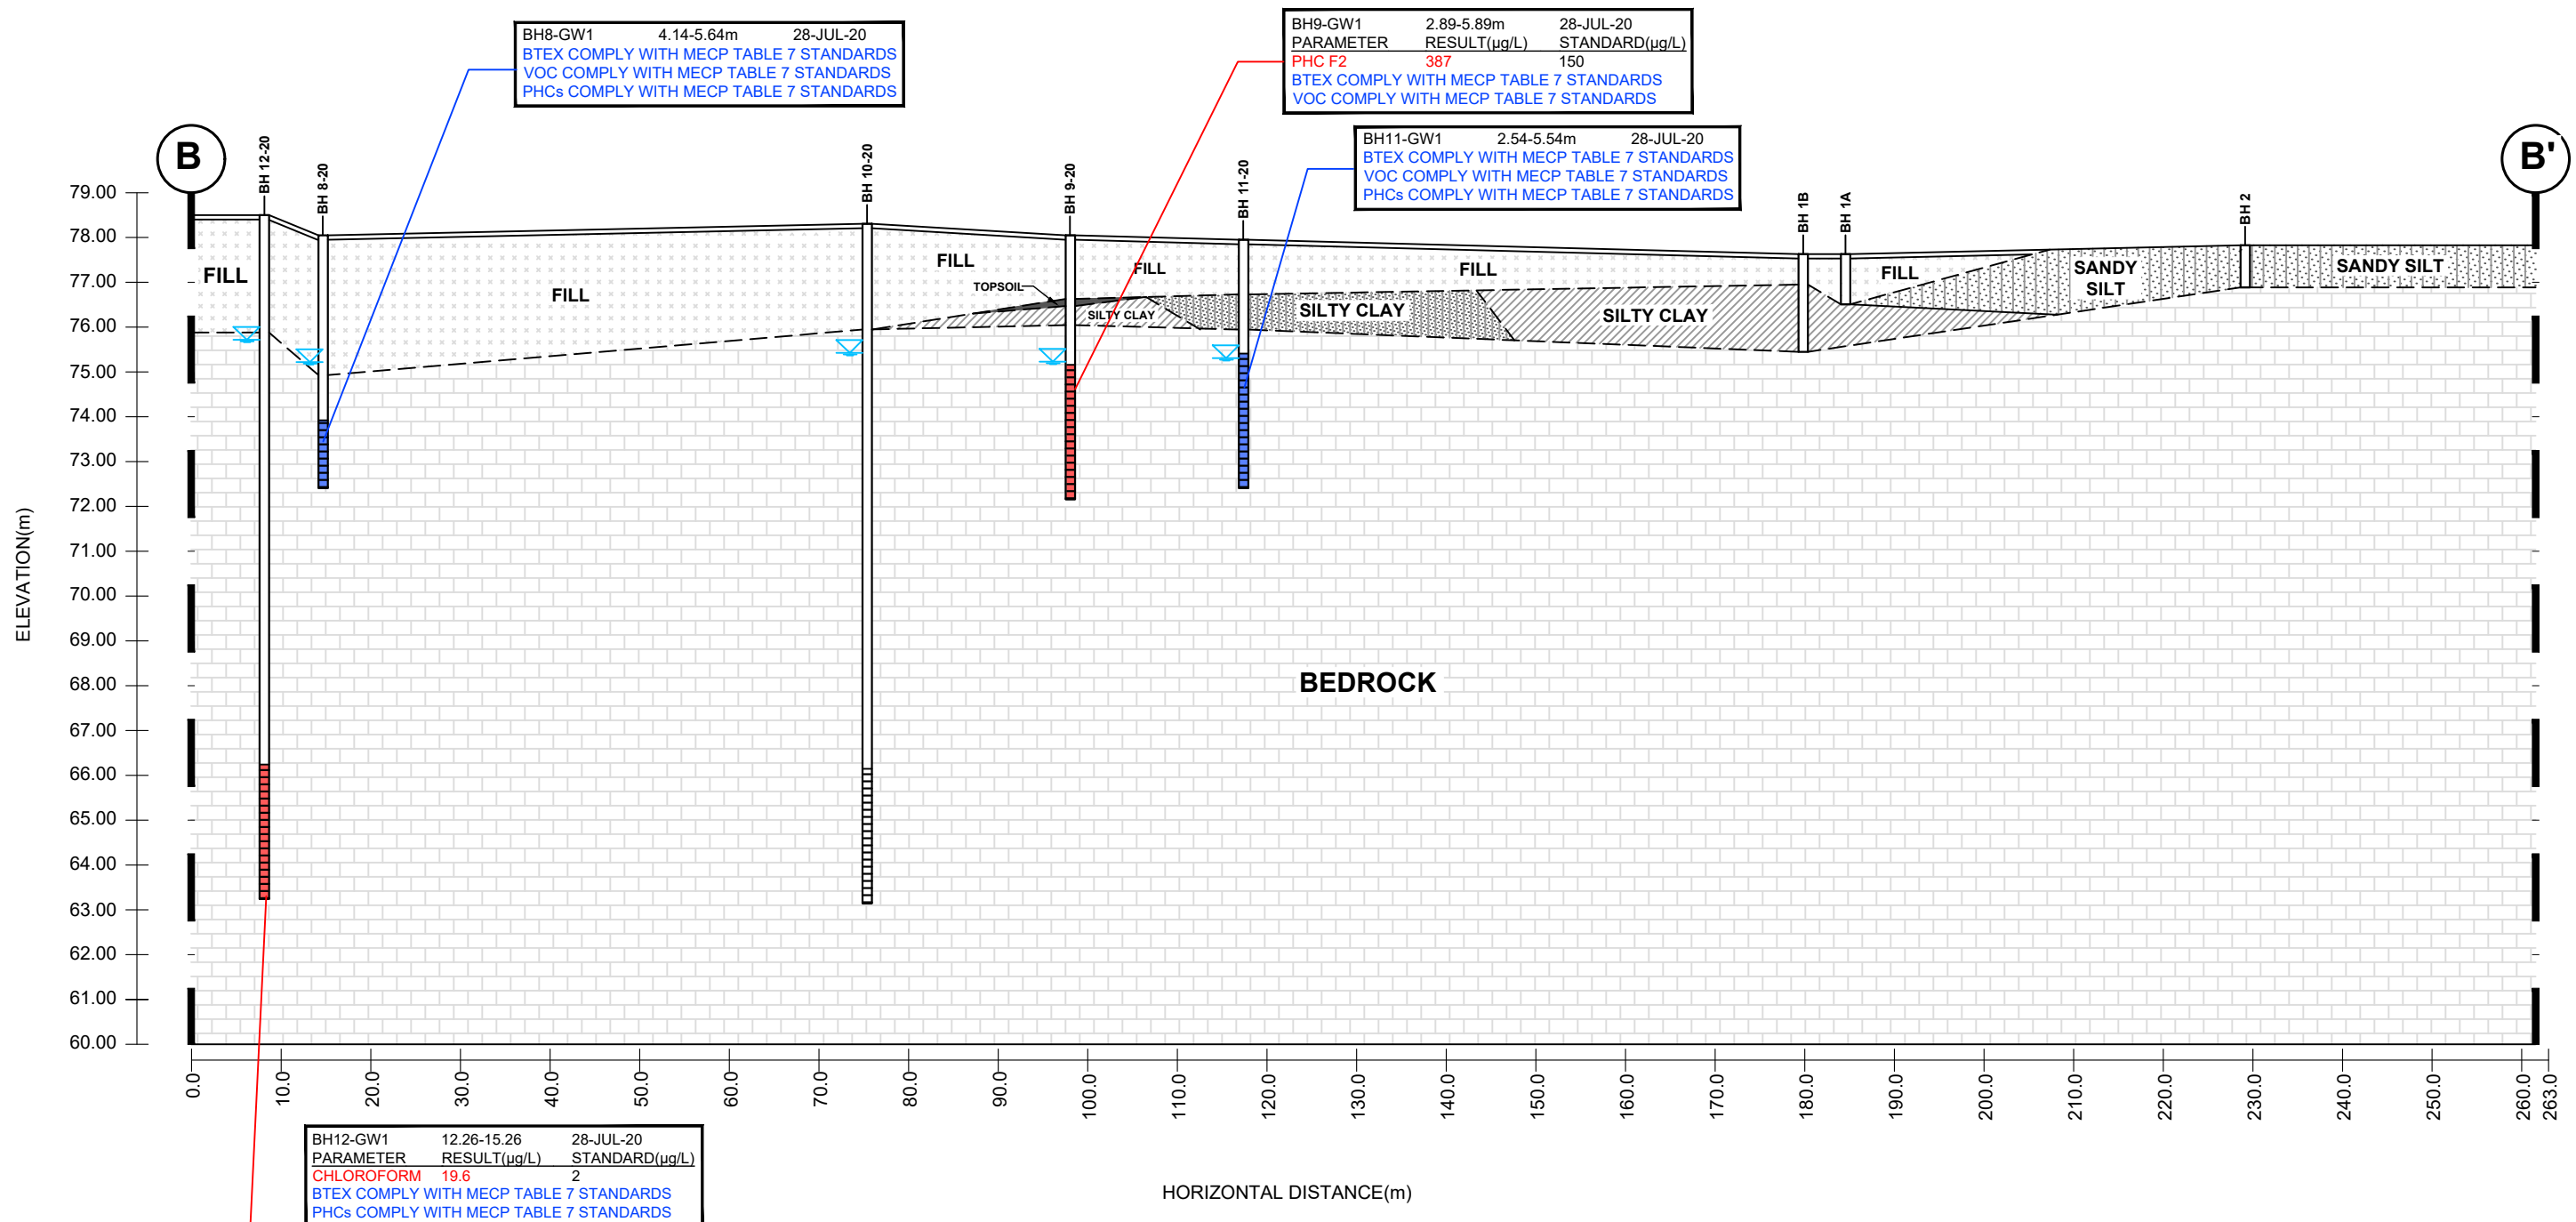 BH8-GW1 4.14-5.64m 28-JUL-20
BTEX COMPLY WITH MECP TABLE 7 STANDARDS
VOC COMPLY WITH MECP TABLE 7 STANDARDS
PHCs COMPLY WITH MECP TABLE 7 STANDARDS
BH9-GW1 2.89-5.89m 28-JUL-20
PARAMETER RESULT(µg/L) STANDARD(µg/L)
PHC F2 387 150
BTEX COMPLY WITH MECP TABLE 7 STANDARDS
VOC COMPLY WITH MECP TABLE 7 STANDARDS
BH11-GW1 2.54-5.54m 28-JUL-20
BTEX COMPLY WITH MECP TABLE 7 STANDARDS
VOC COMPLY WITH MECP TABLE 7 STANDARDS
PHCs COMPLY WITH MECP TABLE 7 STANDARDS
B
BH 12-20
BH 8-20
BH 10-20
BH 9-20
BH 11-20
BH 1B
BH 1A
BH 2
B'
ELEVATION(m)
79.00
78.00
77.00
76.00
75.00
74.00
73.00
72.00
71.00
70.00
69.00
68.00
67.00
66.00
65.00
64.00
63.00
62.00
61.00
60.00
FILL
FILL
FILL
FILL
FILL
FILL
TOPSOIL
SILTY CLAY
SILTY CLAY
SILTY CLAY
SANDY
SILT
SANDY SILT
BEDROCK
0.0
10.0
20.0
30.0
40.0
50.0
60.0
70.0
80.0
90.0
100.0
110.0
120.0
130.0
140.0
150.0
160.0
170.0
180.0
190.0
200.0
210.0
220.0
230.0
240.0
250.0
260.0
263.0
HORIZONTAL DISTANCE(m)
BH12-GW1 12.26-15.26 28-JUL-20
PARAMETER RESULT(µg/L) STANDARD(µg/L)
CHLOROFORM 19.6 2
BTEX COMPLY WITH MECP TABLE 7 STANDARDS
PHCs COMPLY WITH MECP TABLE 7 STANDARDS